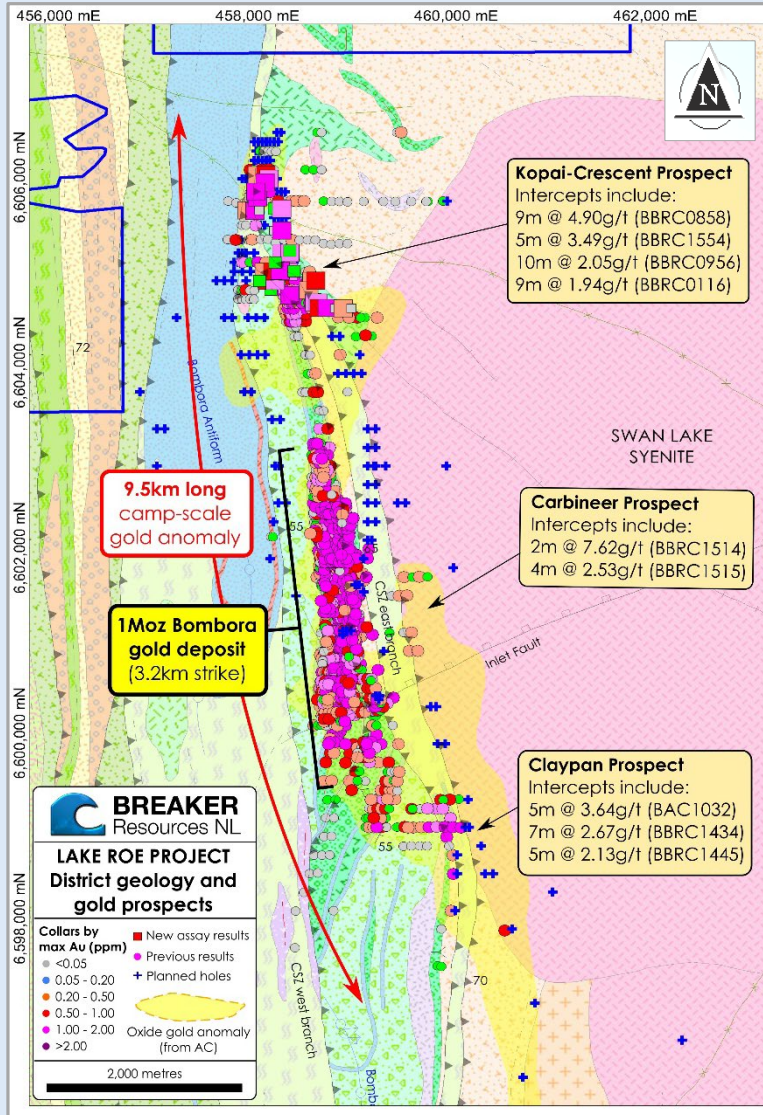 456,000 mE
458,000 mE
460,000 mE
462,000 mE
6,606,000 mN
6,604,000 mN
6,602,000 mN
6,600,000 mN
6,598,000 mN
N
Kopai-Crescent Prospect
Intercepts include:
9m @ 4.90g/t (BBRC0858)
5m @ 3.49g/t (BBRC1554)
10m @ 2.05g/t (BBRC0956)
9m @ 1.94g/t (BBRC0116)
72
Bombora Antiform
SWAN LAKE
SYENITE
9.5km long
camp-scale
gold anomaly
55
Carbineer Prospect
Intercepts include:
2m @ 7.62g/t (BBRC1514)
4m @ 2.53g/t (BBRC1515)
CSZ east branch
1Moz Bombora
gold deposit
(3.2km strike)
Inlet Fault
Claypan Prospect
Intercepts include:
5m @ 3.64g/t (BAC1032)
7m @ 2.67g/t (BBRC1434)
5m @ 2.13g/t (BBRC1445)
55
70
CSZ west branch
BREAKER
Resources NL
LAKE ROE PROJECT
District geology and
gold prospects
Collars by
max Au (ppm)
<0.05
0.05 - 0.20
0.20 - 0.50
0.50 - 1.00
1.00 - 2.00
>2.00
New assay results
Previous results
Planned holes
Oxide gold anomaly
(from AC)
2,000 metres